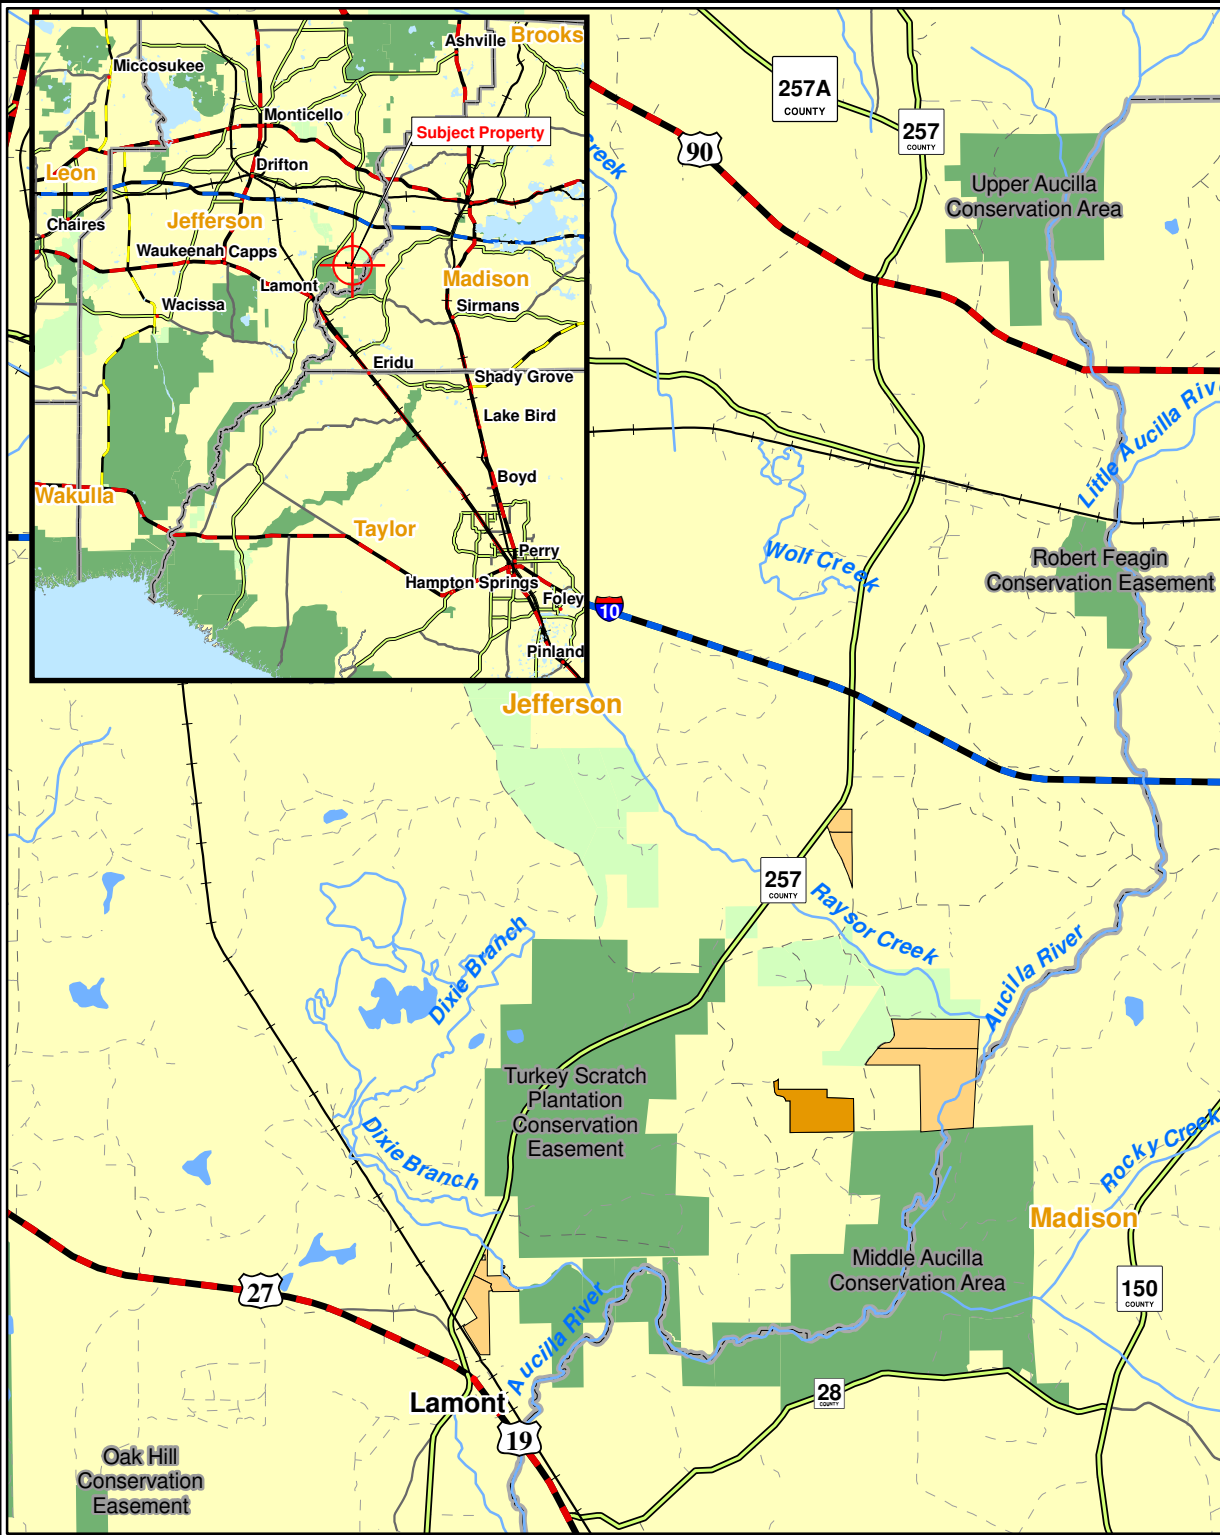 Ashville
Brooks
Miccosukee
Monticello
Subject Property
Drifton
Leon
Jefferson
Chaires
Waukeenah
Capps
Lamont
Madison
Wacissa
Sirmans
Eridu
Shady Grove
Lake Bird
Boyd
Wakulla
Taylor
Perry
Hampton Springs
Foley
Pinland
257A
COUNTY
257
COUNTY
90
Creek
Upper Aucilla
Conservation Area
Little Aucilla Riv
Wolf Creek
Robert Feagin
Conservation Easement
10
Jefferson
257
COUNTY
Raysor Creek
Dixie Branch
Aucilla River
Turkey Scratch
Plantation
Conservation
Easement
Dixie Branch
Rocky Creek
Madison
Middle Aucilla
Conservation Area
27
150
COUNTY
Aucilla River
28
COUNTY
Lamont
19
Oak Hill
Conservation
Easement